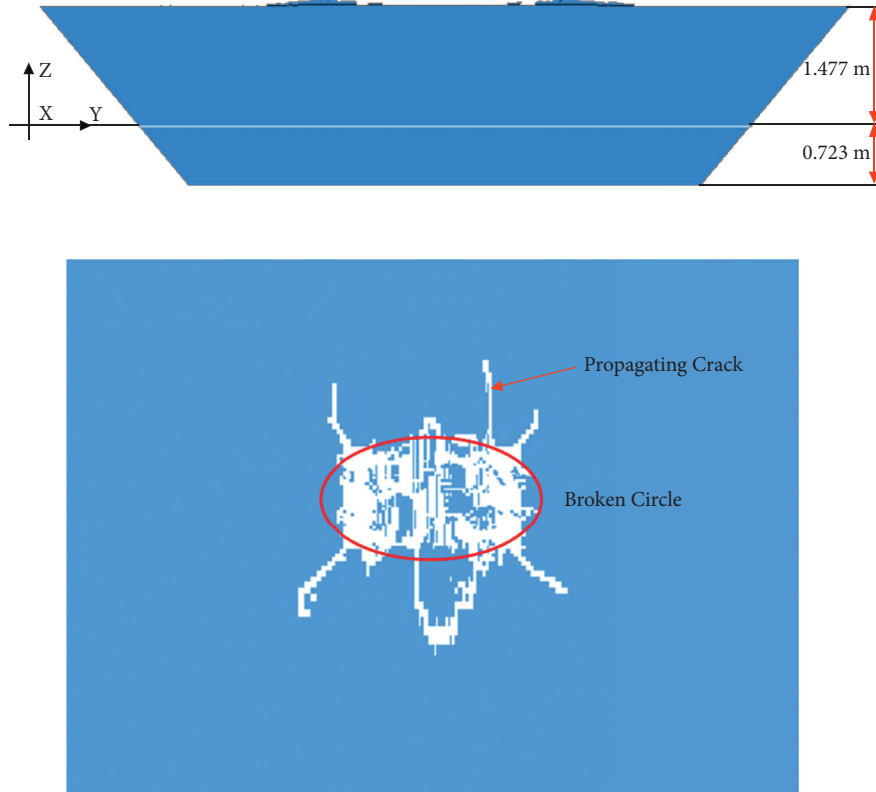 Z
1.477 m
X
Y
0.723 m
Propagating Crack
Broken Circle